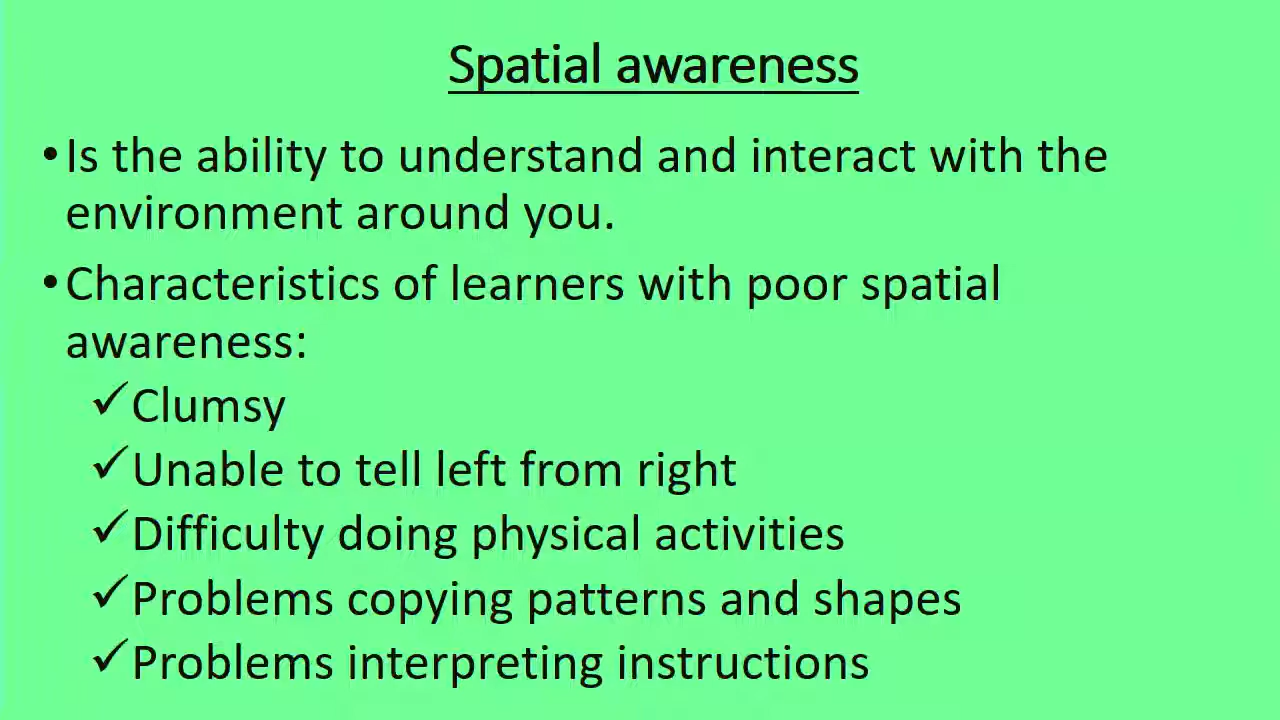 Spatial awareness
•Is the ability to understand and interact with the
environment around you.
•Characteristics of learners with poor spatial
awareness:
✓Clumsy
✓Unable to tell left from right
✓Difficulty doing physical activities
✓Problems copying patterns and shapes
✓Problems interpreting instructions